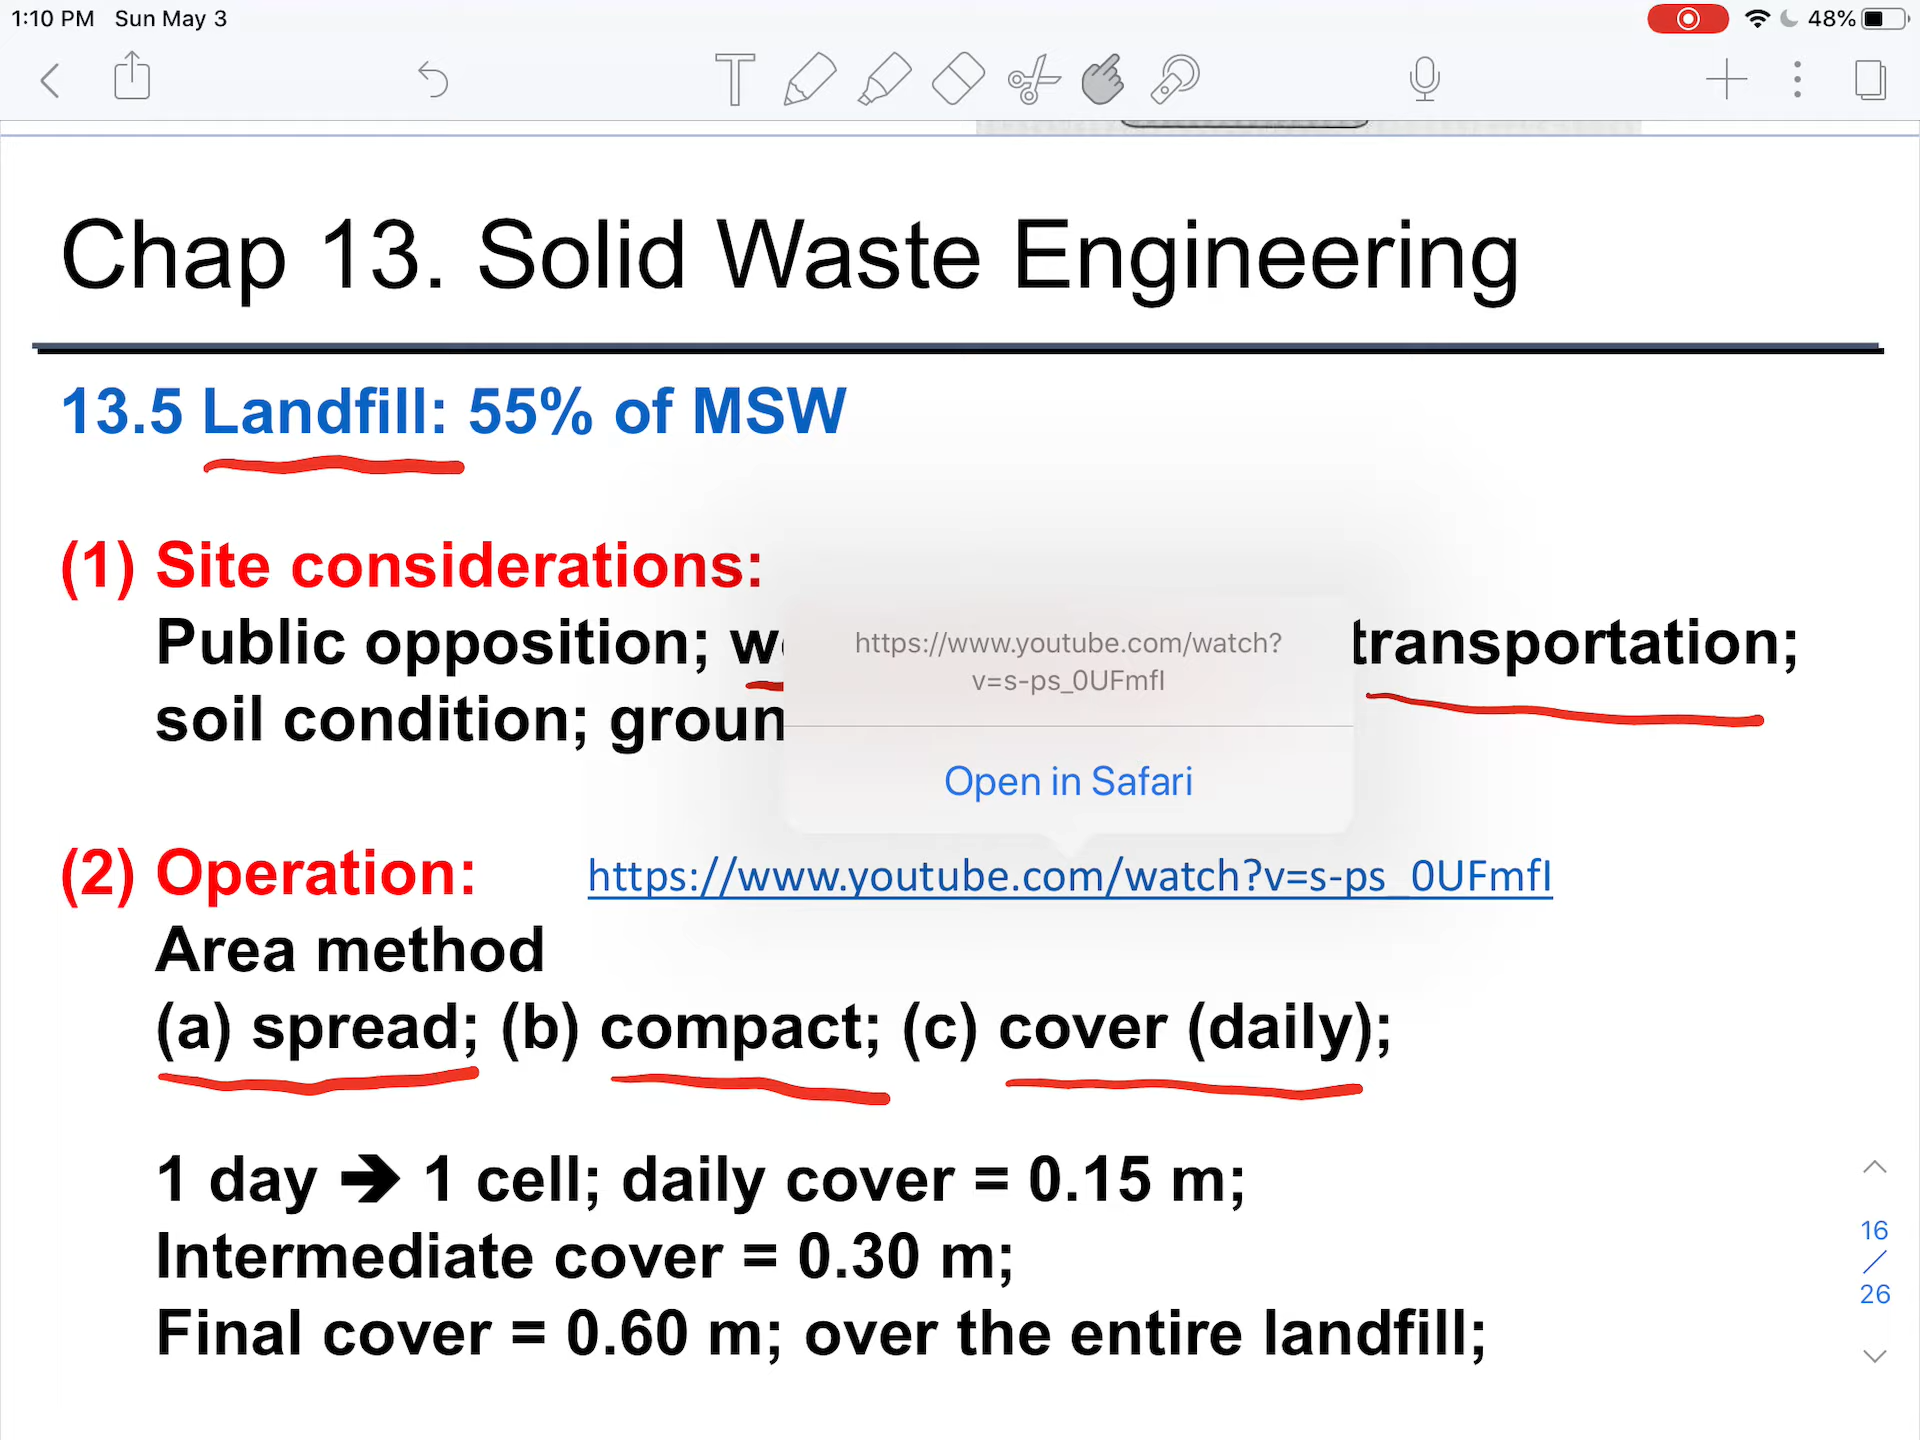 1:10 PM Sun May 3
48%
Chap 13. Solid Waste Engineering
13.5 Landfill: 55% of MSW
(1) Site considerations:
Public opposition; transportation;
soil condition;
https://www.youtube.com/watch?
v=s-ps_0UFmfI
Open in Safari
(2) Operation: https://www.youtube.com/watch?v=s-ps_0UFmfI
Area method
(a) spread; (b) compact; (c) cover (daily);
1 day ➔ 1 cell; daily cover = 0.15 m;
Intermediate cover = 0.30 m;
Final cover = 0.60 m; over the entire landfill;
16
/
26